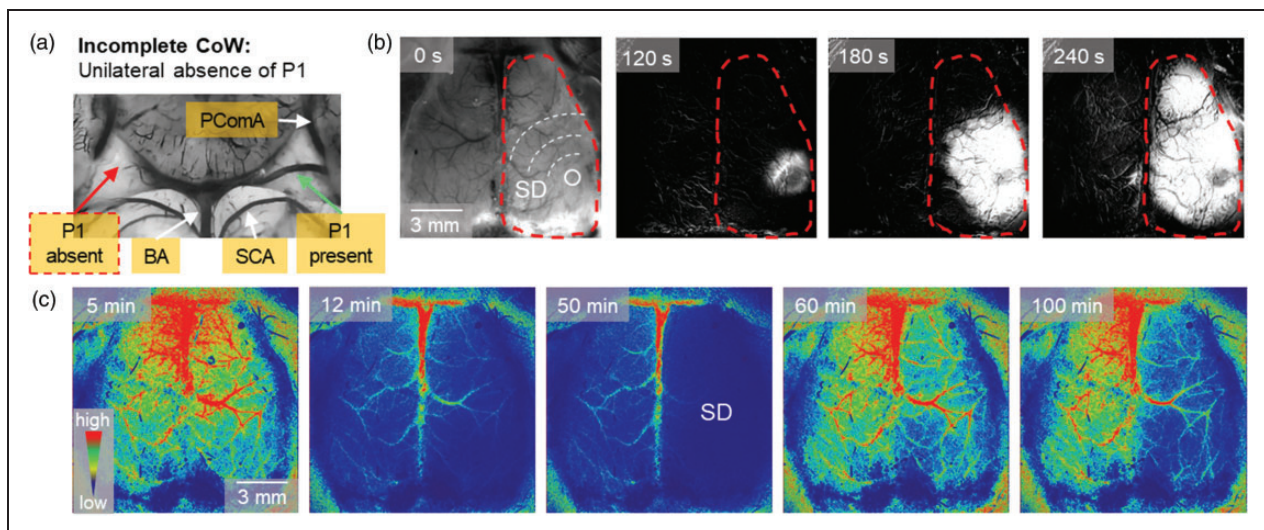 (a)
Incomplete CoW:
Unilateral absence of P1
PComA
P1
absent
BA
SCA
P1
present
(b)
0 s
SD
3 mm
120 s
180 s
240 s
(c)
5 min
high
low
3 mm
12 min
50 min
SD
60 min
100 min